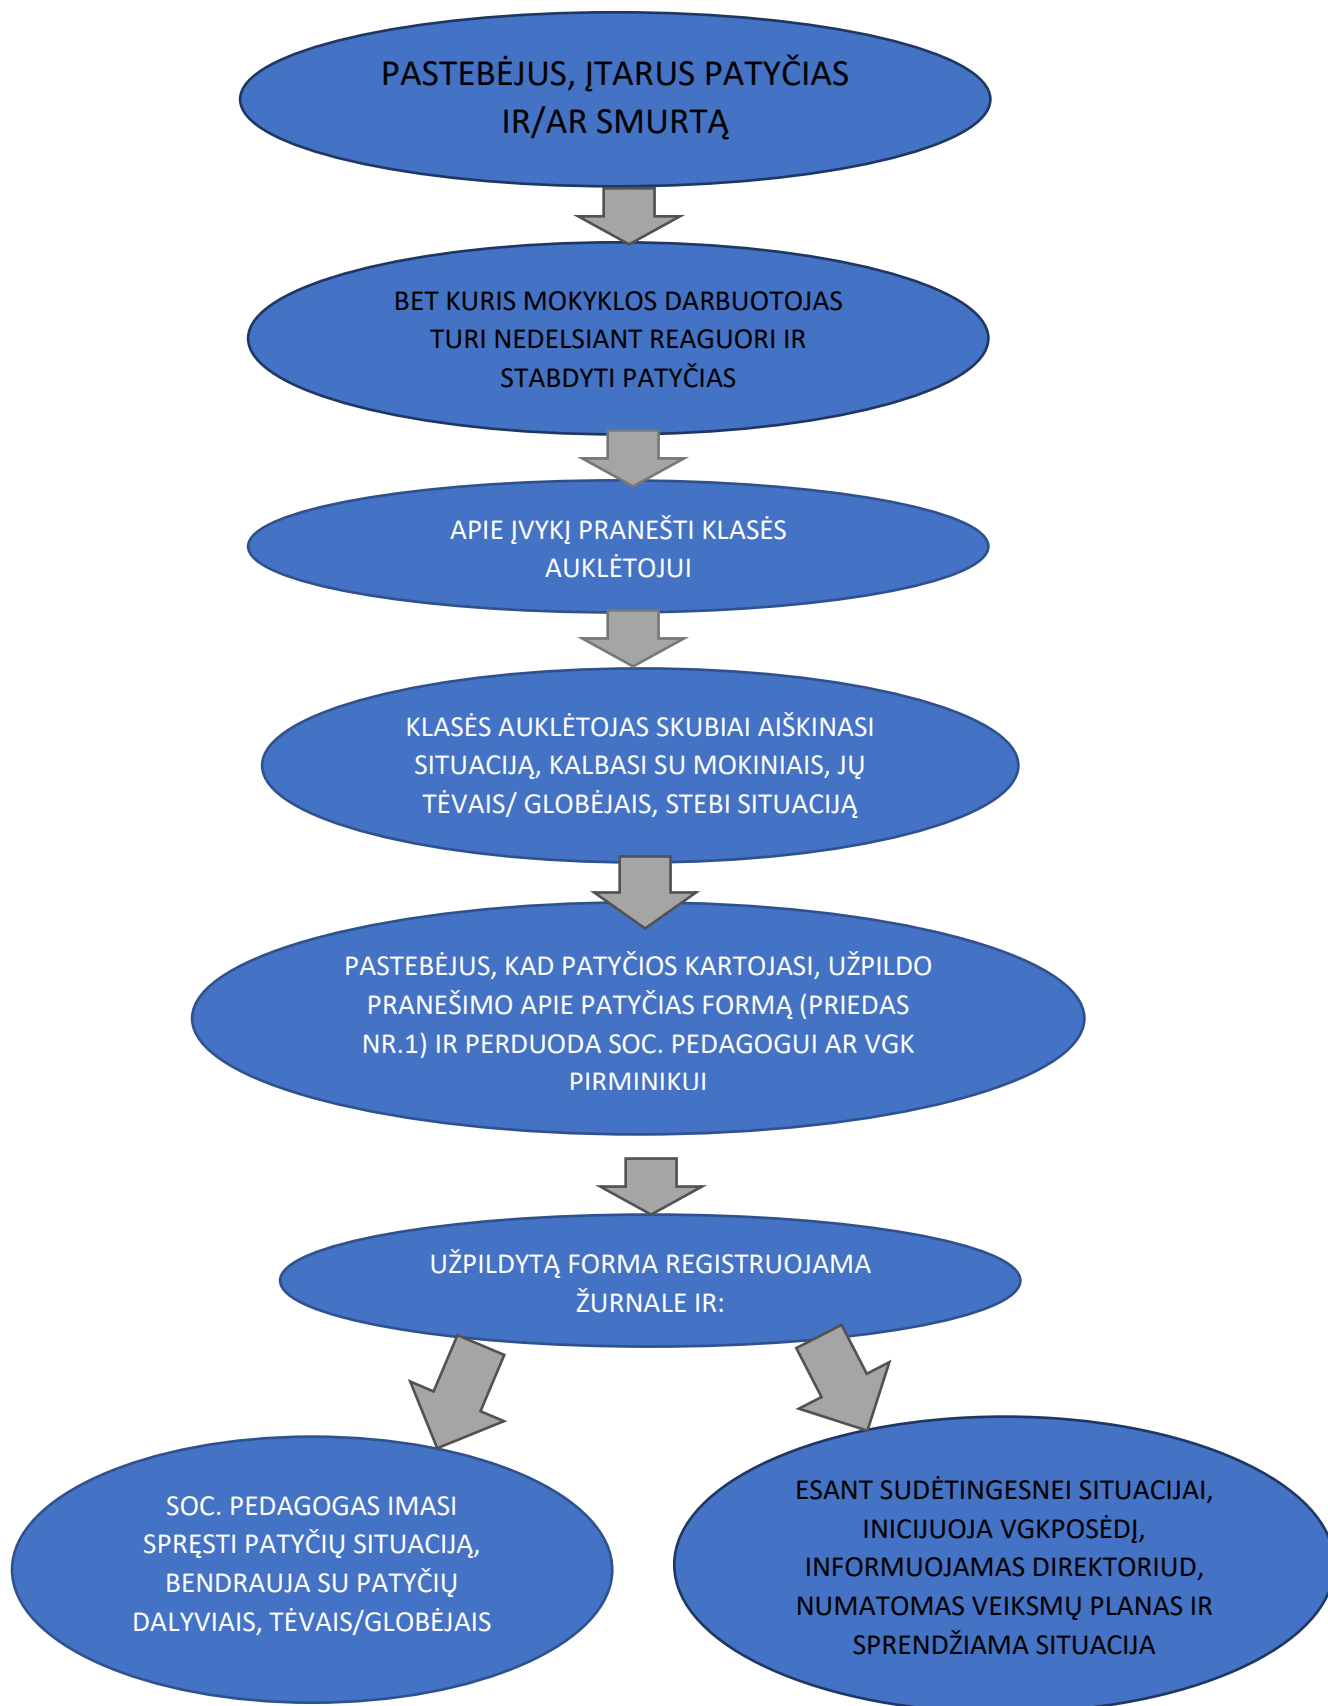 PASTEBĖJUS, ĮTARUS PATYČIAS
IR/AR SMURTĄ
BET KURIS MOKYKLOS DARBUOTOJAS
TURI NEDELSIANT REAGUORI IR
STABDYTI PATYČIAS
APIE ĮVYKĮ PRANEŠTI KLASĖS
AUKLĖTOJUI
KLASĖS AUKLĖTOJAS SKUBIAI AIŠKINASI
SITUACIJĄ, KALBASI SU MOKINIAIS, JŲ
TĖVAIS/ GLOBĖJAIS, STEBI SITUACIJĄ
PASTEBĖJUS, KAD PATYČIOS KARTOJASI, UŽPILDO
PRANEŠIMO APIE PATYČIAS FORMĄ (PRIEDAS
NR.1) IR PERDUODA SOC. PEDAGOGUI AR VGK
PIRMINIKUI
UŽPILDYTĄ FORMA REGISTRUOJAMA
ŽURNALE IR:
SOC. PEDAGOGAS IMASI
SPRĘSTI PATYČIŲ SITUACIJĄ,
BENDRAUJA SU PATYČIŲ
DALYVIAIS, TĖVAIS/GLOBĖJAIS
ESANT SUDĖTINGESNEI SITUACIJAI,
INICIJUOJA VGKPOSĖDĮ,
INFORMUOJAMAS DIREKTORIUD,
NUMATOMAS VEIKSMŲ PLANAS IR
SPRENDŽIAMA SITUACIJA